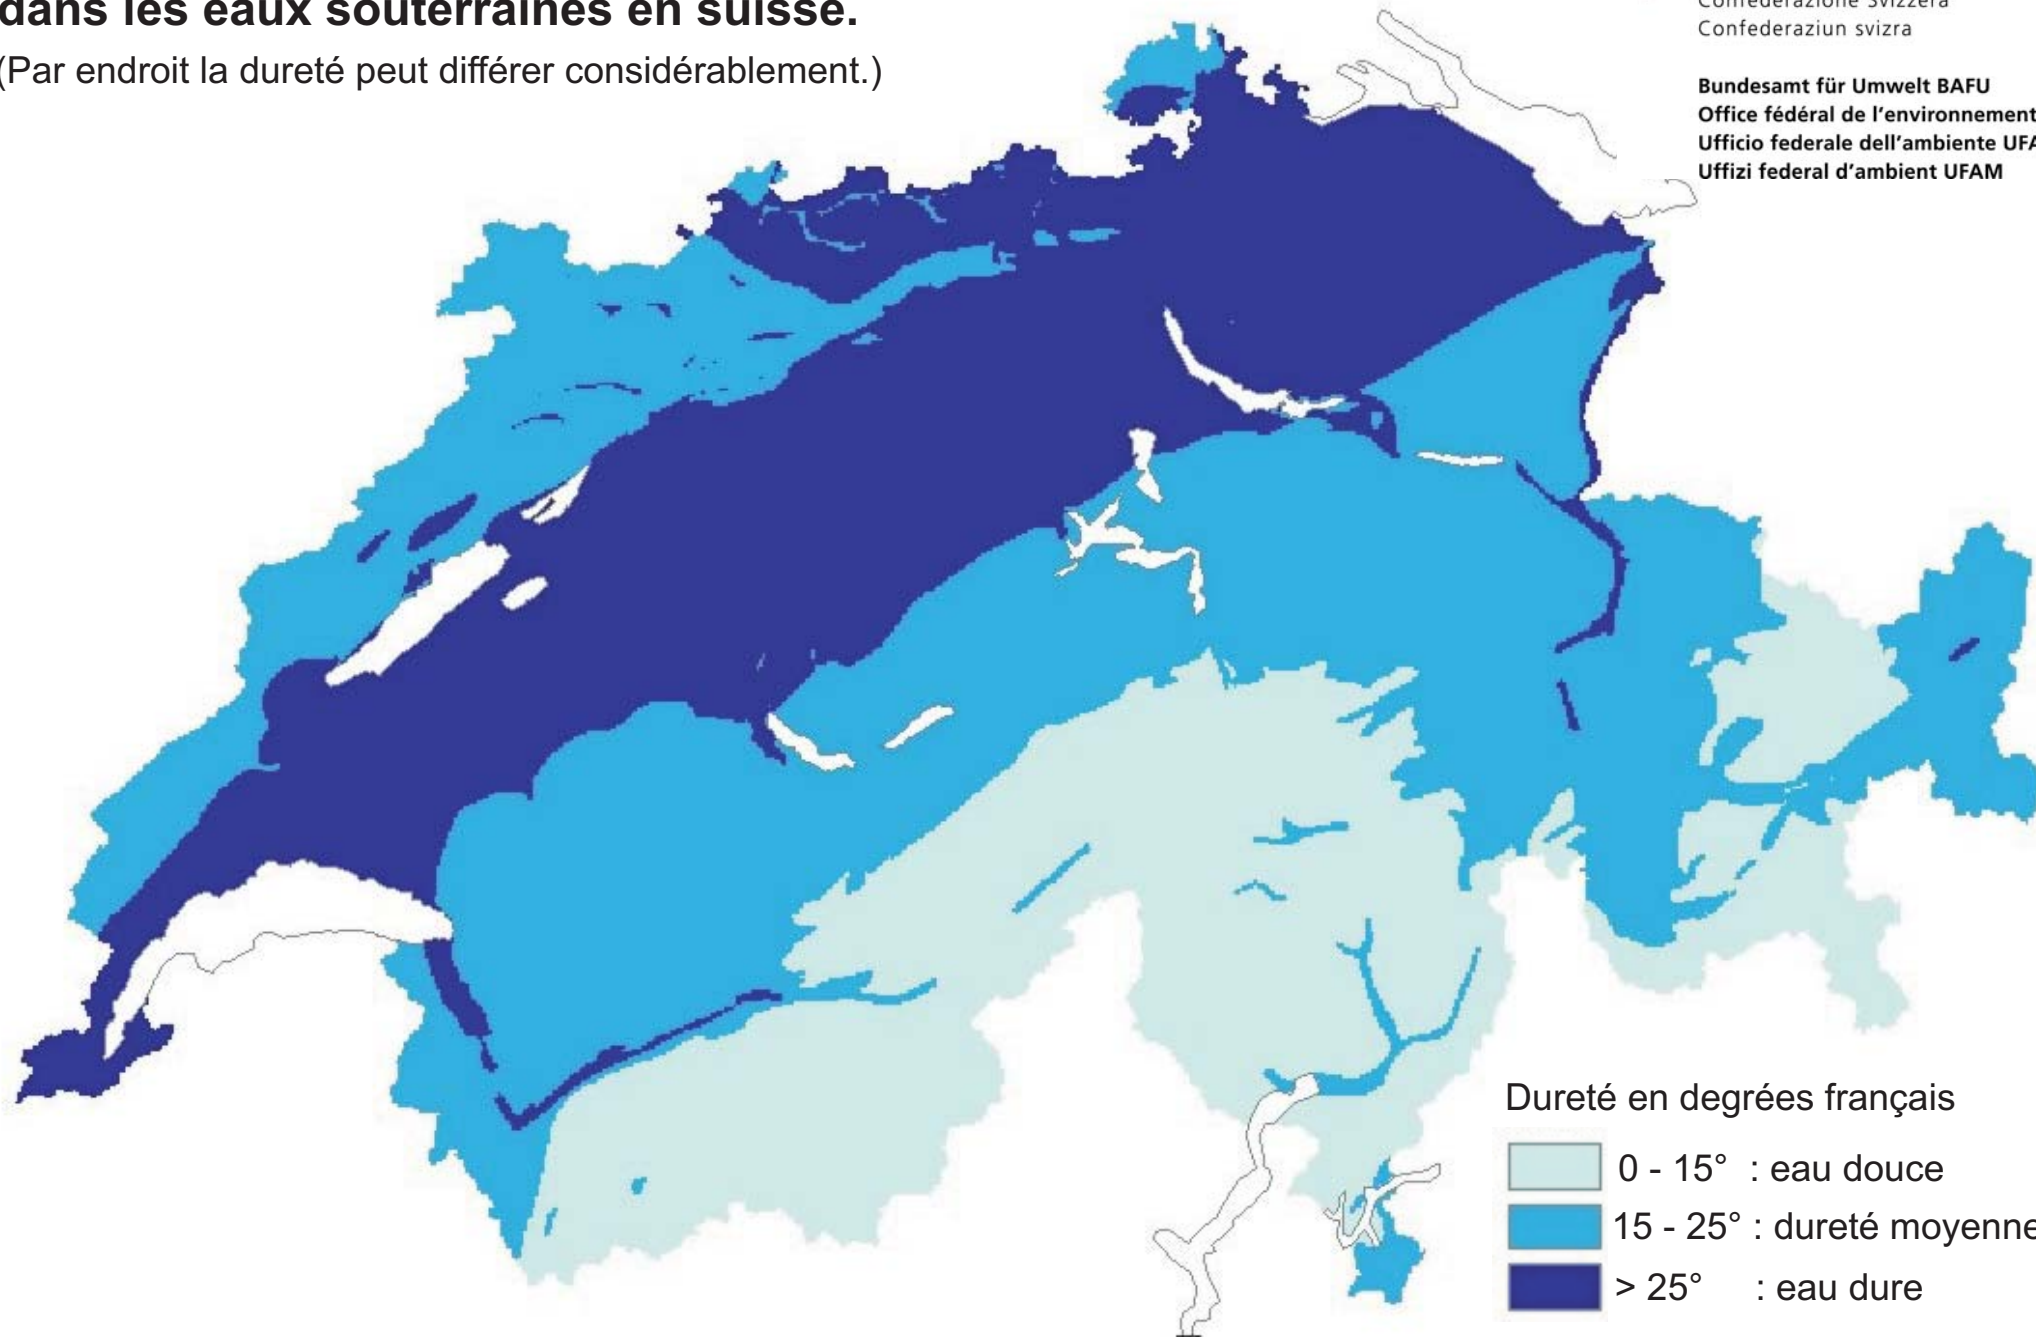 dans les eaux souterraines en suisse.
(Par endroit la dureté peut différer considérablement.)
Confederazione Svizzera
Confederaziun svizra
Bundesamt für Umwelt BAFU
Office fédéral de l'environnement
Ufficio federale dell'ambiente UFA
Uffizi federal d'ambient UFAM
Dureté en degrées français
0 - 15° : eau douce
15 - 25° : dureté moyenne
> 25° : eau dure